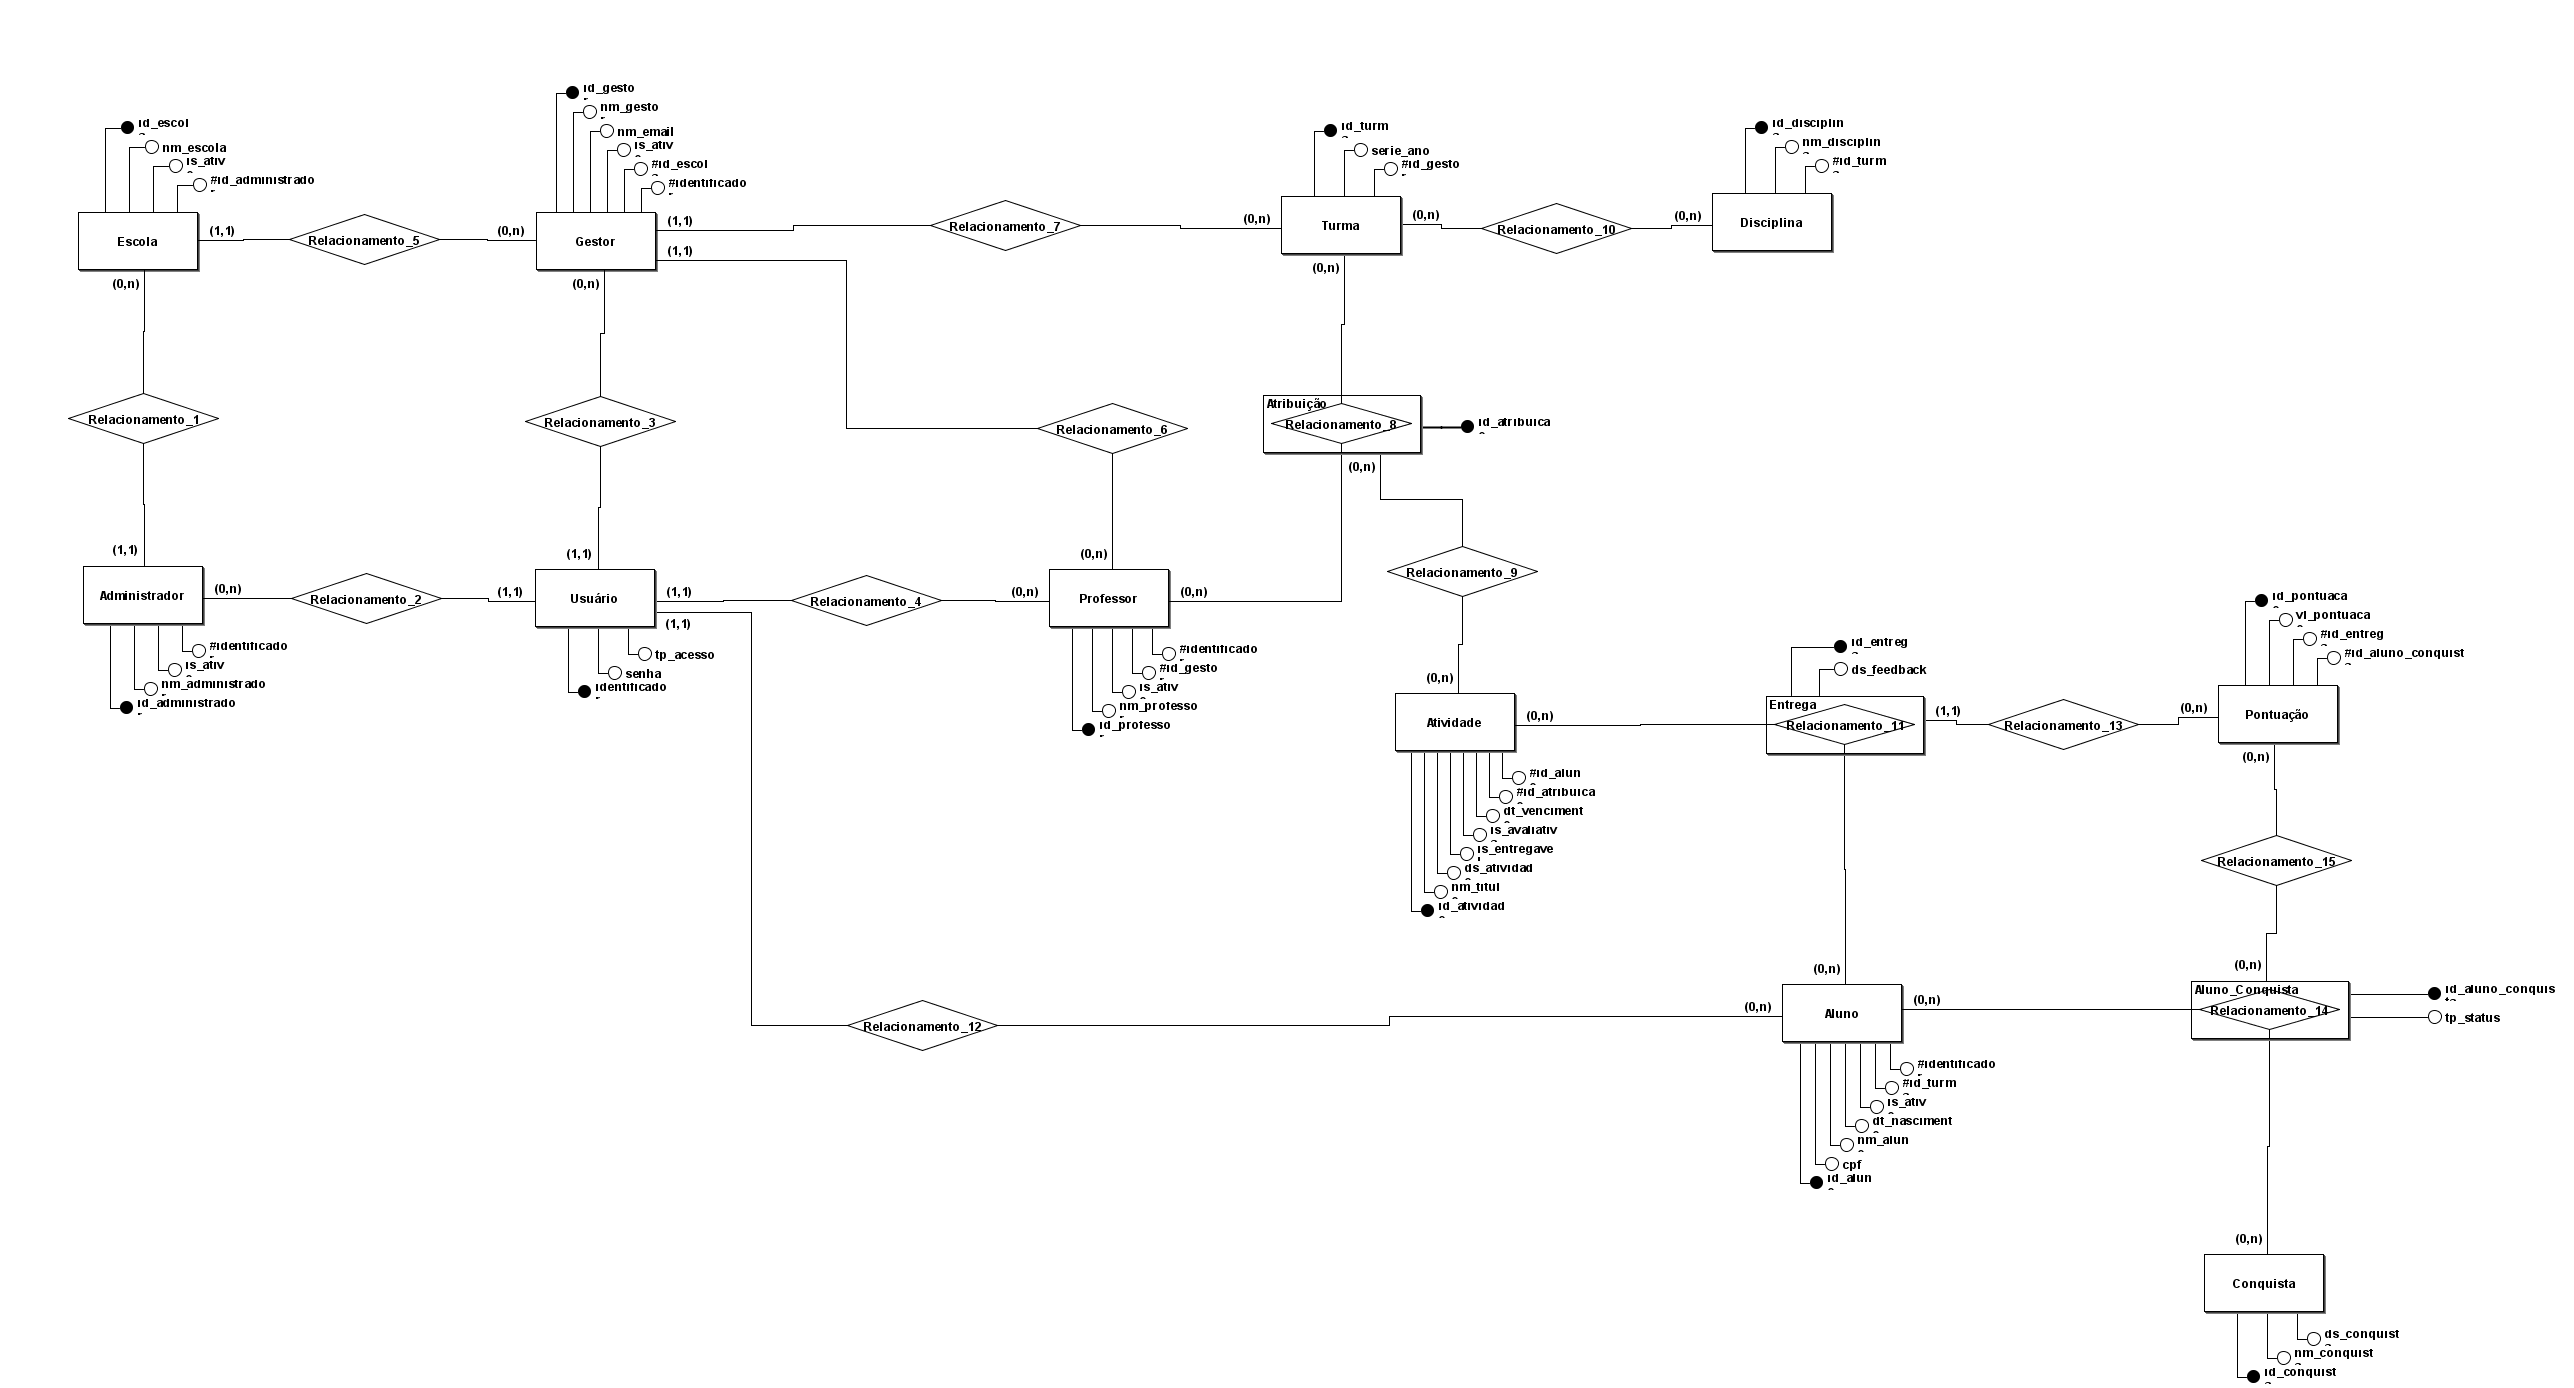 id_gesto
nm_gesto
nm_email
is_ativ
#id_escol
#identificado
id_escol
nm_escola
is_ativ
#id_administrado
id_turm
serie_ano
#id_gesto
id_disciplin
nm_disciplin
#id_turm
Escola
(1,1)
Relacionamento_5
(0,n)
Gestor
(1,1)
(1,1)
Relacionamento_7
(0,n)
Turma
(0,n)
Relacionamento_10
(0,n)
Disciplina
(0,n)
(0,n)
(0,n)
Relacionamento_1
Relacionamento_3
Relacionamento_6
Atribuição
Relacionamento_8
id_atribuica
(0,n)
(1,1)
(1,1)
(0,n)
Relacionamento_9
Administrador
(0,n)
Relacionamento_2
(1,1)
Usuário
(1,1)
(1,1)
Relacionamento_4
(0,n)
Professor
(0,n)
#identificado
is_ativ
nm_administrado
id_administrado
tp_acesso
senha
identificado
#identificado
#id_gesto
is_ativ
nm_professo
id_professo
(0,n)
Atividade
(0,n)
id_entreg
ds_feedback
Entrega
Relacionamento_11
(1,1)
Relacionamento_13
(0,n)
id_pontuaca
vl_pontuaca
#id_entreg
#id_aluno_conquist
Pontuação
(0,n)
#id_alun
#id_atribuica
dt_venciment
is_avaliativ
is_entregave
ds_atividad
nm_titul
id_atividad
Relacionamento_15
(0,n)
(0,n)
Relacionamento_12
(0,n)
Aluno
(0,n)
Aluno_Conquista
Relacionamento_14
id_aluno_conquis
tp_status
#identificado
#id_turm
is_ativ
dt_nasciment
nm_alun
cpf
id_alun
(0,n)
Conquista
ds_conquist
nm_conquist
id_conquist